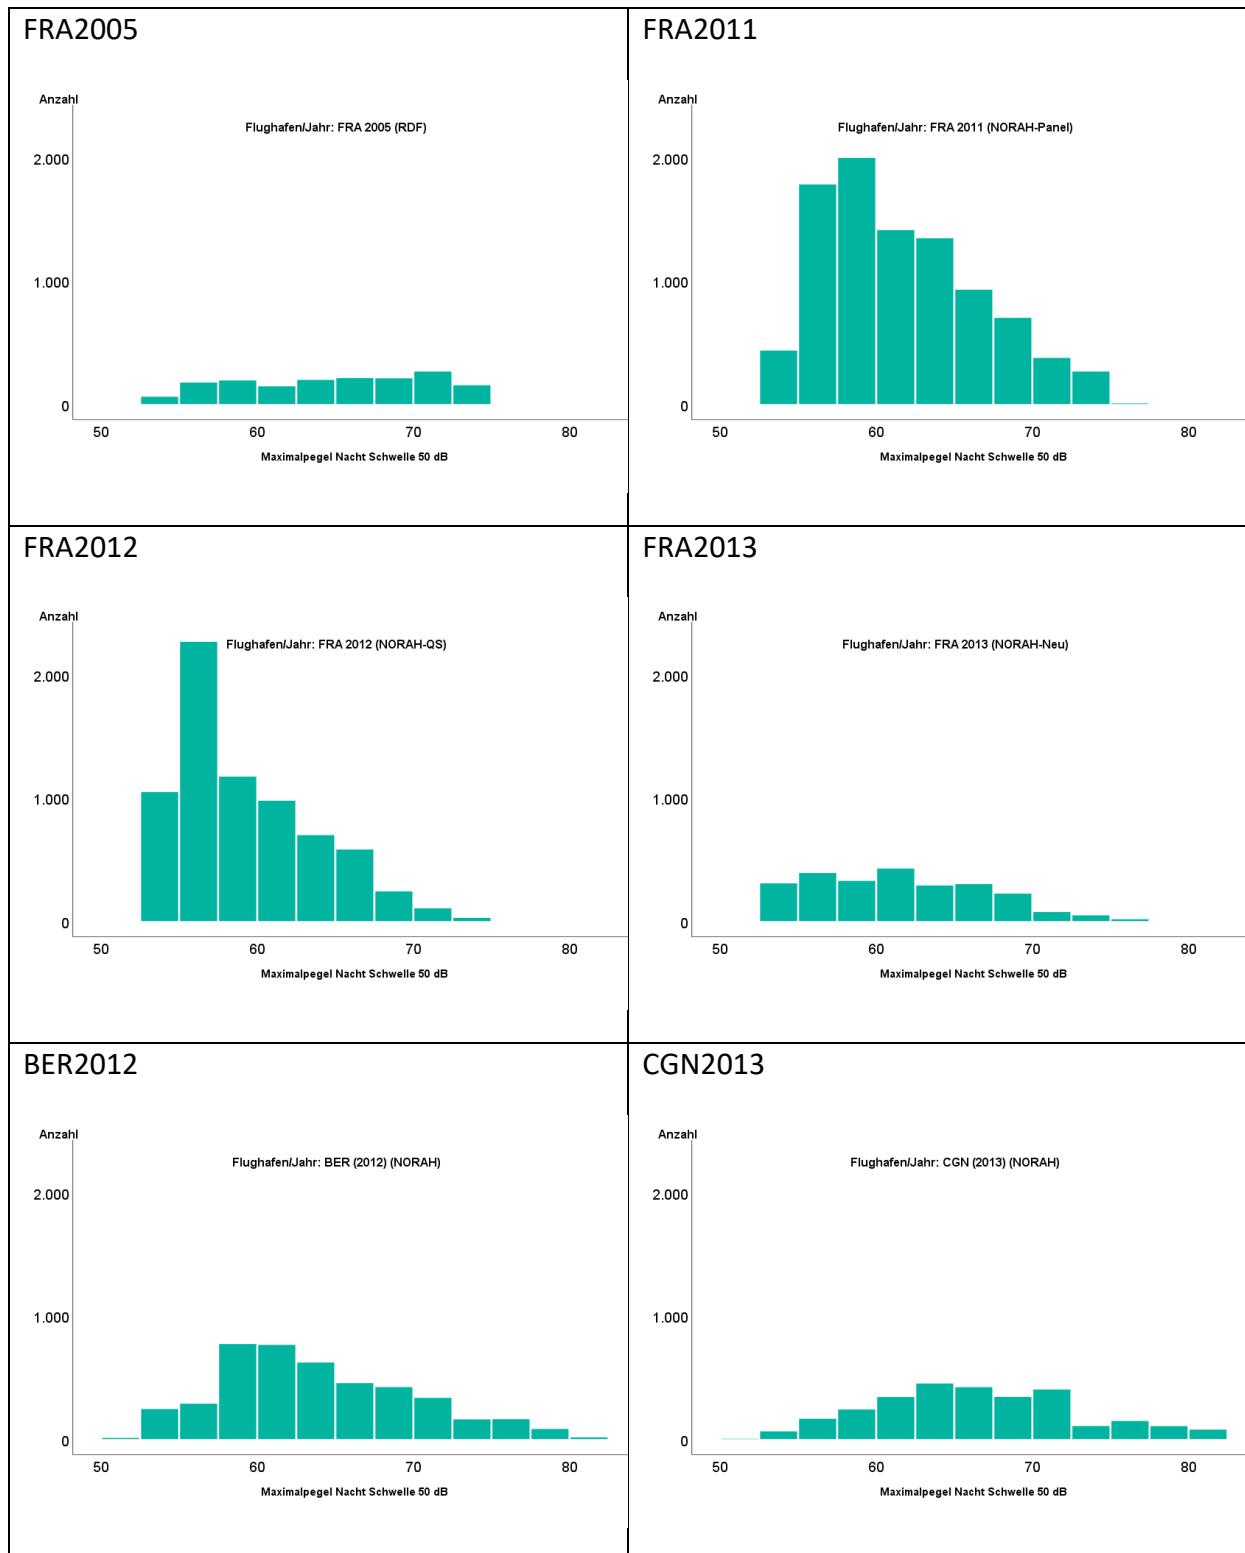 FRA2005
Anzahl
Flughafen/Jahr: FRA 2005 (RDF)
2.000
1.000
0
50 60 70 80
Maximalpegel Nacht Schwelle 50 dB
FRA2011
Anzahl
Flughafen/Jahr: FRA 2011 (NORAH-Panel)
2.000
1.000
0
50 60 70 80
Maximalpegel Nacht Schwelle 50 dB
FRA2012
Anzahl
Flughafen/Jahr: FRA 2012 (NORAH-QS)
2.000
1.000
0
50 60 70 80
Maximalpegel Nacht Schwelle 50 dB
FRA2013
Anzahl
Flughafen/Jahr: FRA 2013 (NORAH-Neu)
2.000
1.000
0
50 60 70 80
Maximalpegel Nacht Schwelle 50 dB
BER2012
Anzahl
Flughafen/Jahr: BER (2012) (NORAH)
2.000
1.000
0
50 60 70 80
Maximalpegel Nacht Schwelle 50 dB
CGN2013
Anzahl
Flughafen/Jahr: CGN (2013) (NORAH)
2.000
1.000
0
50 60 70 80
Maximalpegel Nacht Schwelle 50 dB